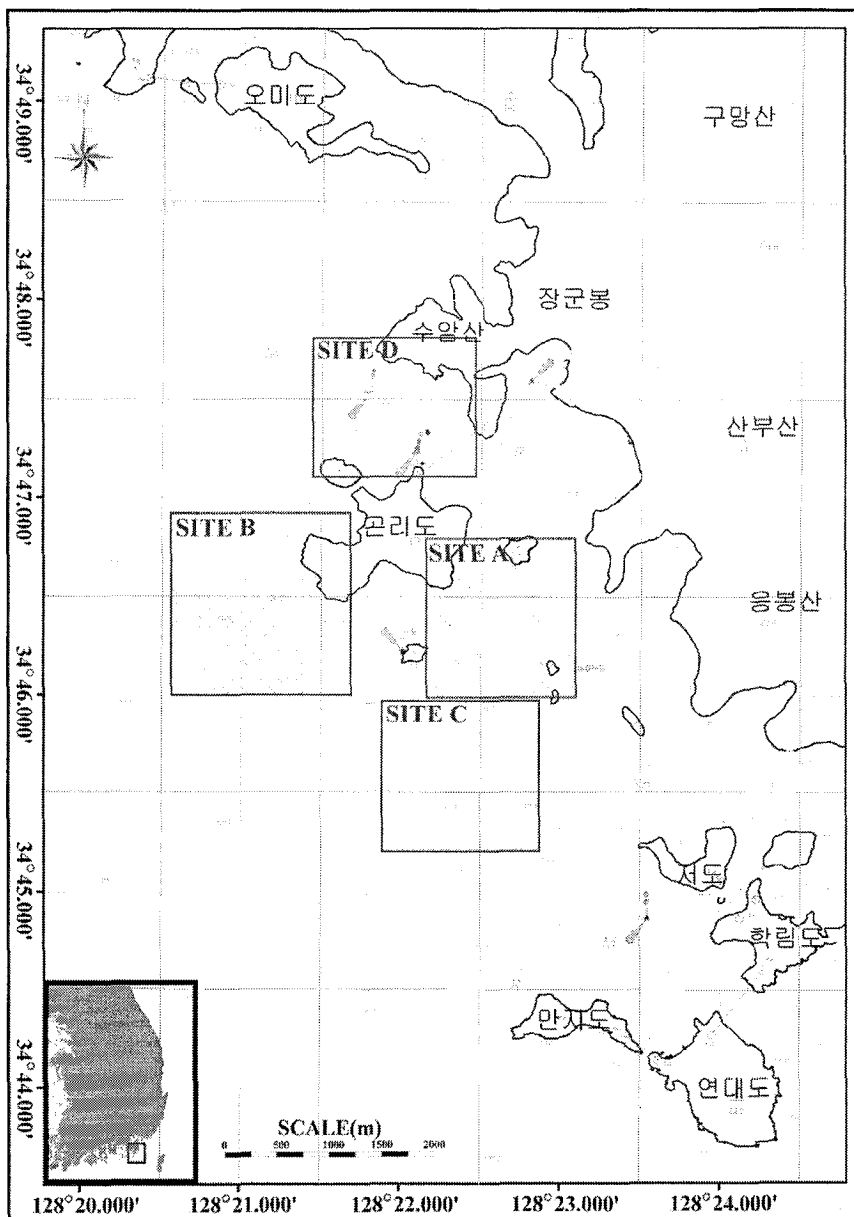 34°49.000'
34°48.000'
34°47.000'
34°46.000'
34°45.000'
34°44.000'
오미도
구망산
장군봉
수알산
SITE D
산부산
SITE B
곤리도
SITE A
응봉산
SITE C
저도
학림도
만지도
연대도
SCALE(m)
0 500 1000 1500 2000
128°20.000' 128°21.000' 128°22.000' 128°23.000' 128°24.000'